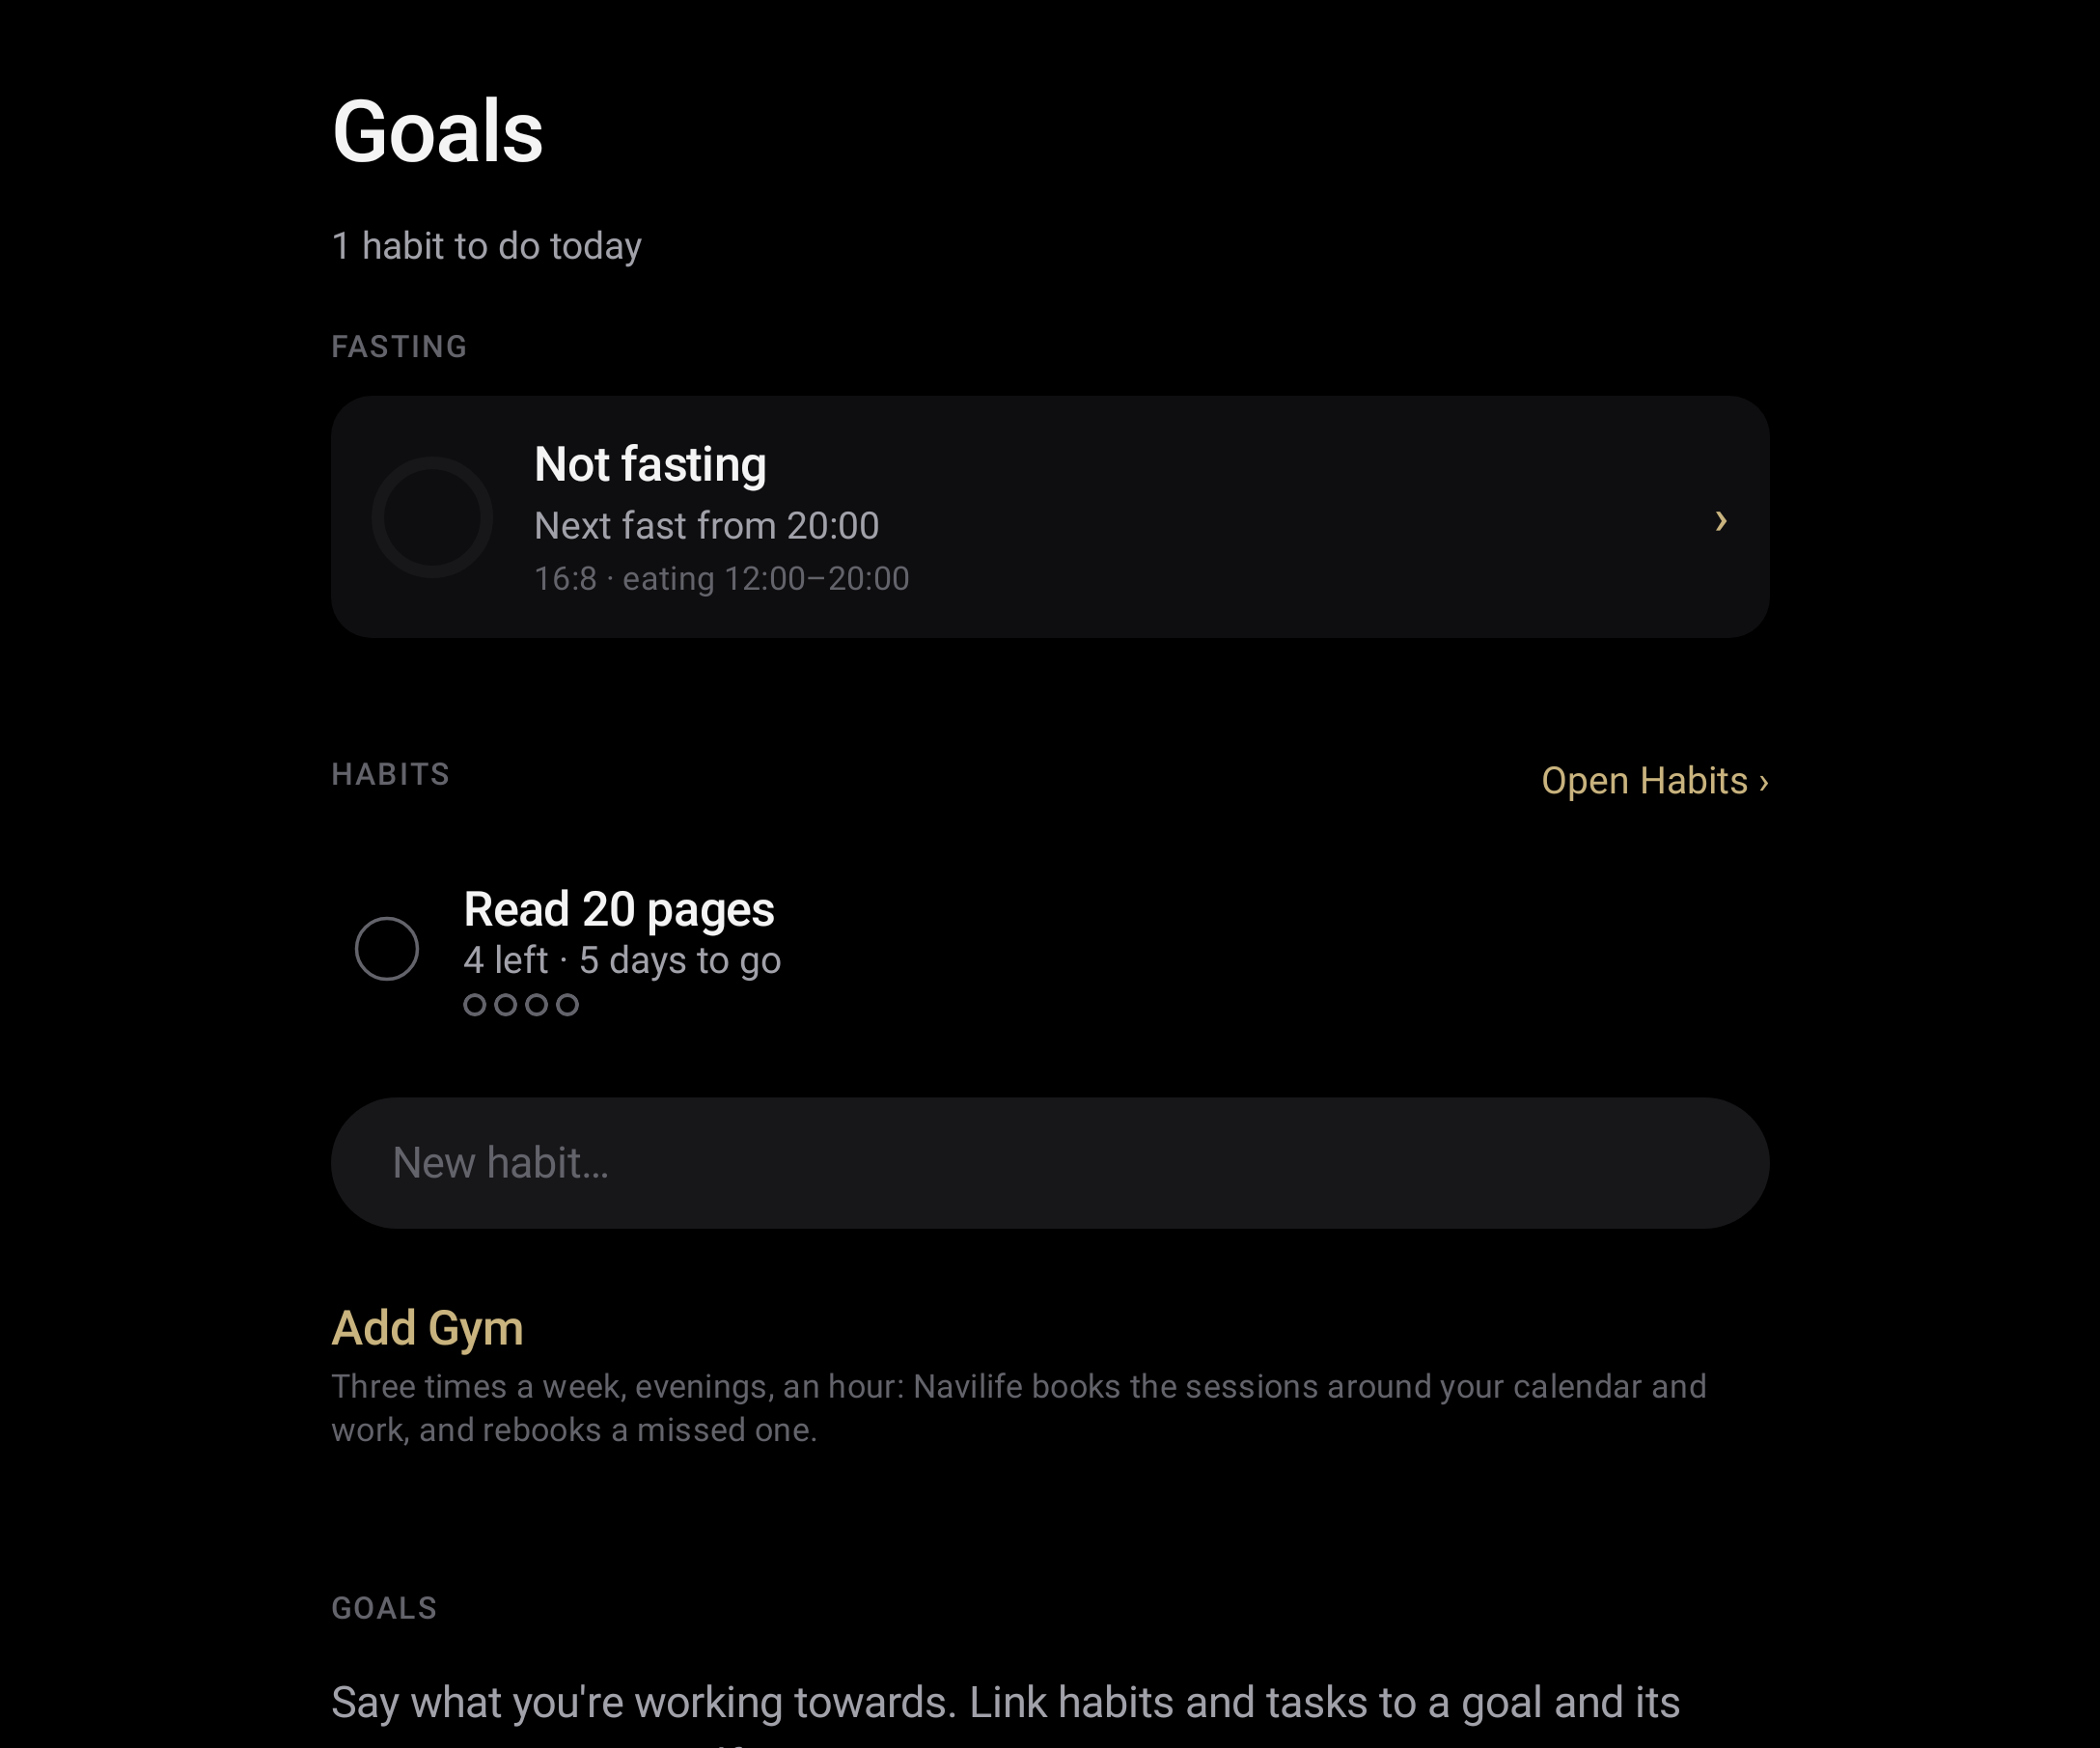 Goals
1 habit to do today
FASTING
Not fasting
Next fast from 20:00
16:8 · eating 12:00–20:00
›
HABITS
Open Habits ›
Read 20 pages
4 left · 5 days to go
New habit...
Add Gym
Three times a week, evenings, an hour: Navilife books the sessions around your calendar and
work, and rebooks a missed one.
GOALS
Say what you're working towards. Link habits and tasks to a goal and its